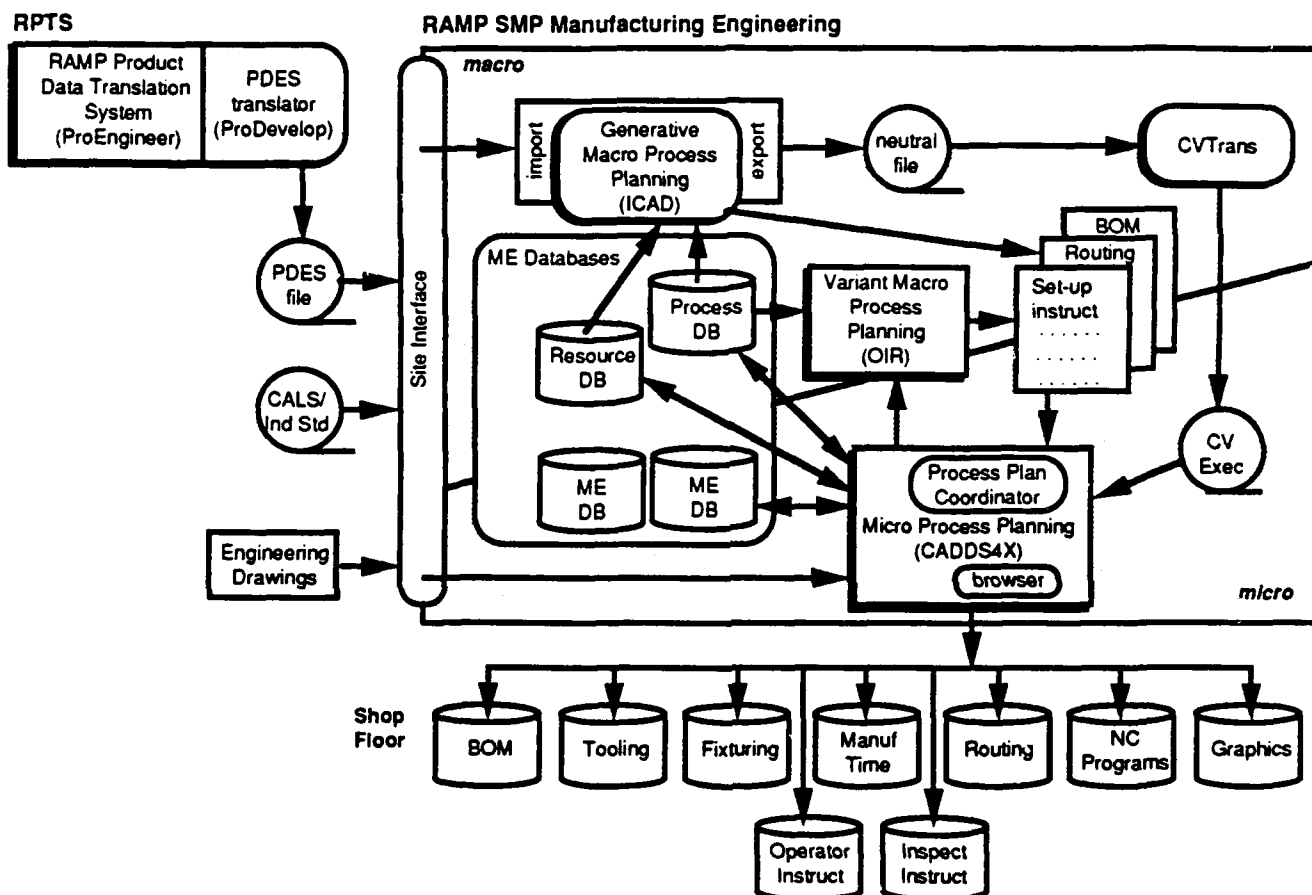 RPTS
RAMP SMP Manufacturing Engineering
RAMP Product
Data Translation
System
(ProEngineer)
PDES
translator
(ProDevelop)
macro
import
Generative
Macro Process
Planning
(ICAD)
export
neutral
file
CVTrans
PDES
file
Site Interface
ME Databases
Process
DB
Resource
DB
Variant Macro
Process
Planning
(OIR)
BOM
Routing
Set-up
instruct
. . . . . .
. . . . . .
. . . . . .
CALS/
Ind Std
ME
DB
ME
DB
Process Plan
Coordinator
Micro Process Planning
(CADDS4X)
browser
CV
Exec
Engineering
Drawings
micro
Shop
Floor
BOM
Tooling
Fixturing
Manuf
Time
Routing
NC
Programs
Graphics
Operator
Instruct
Inspect
Instruct